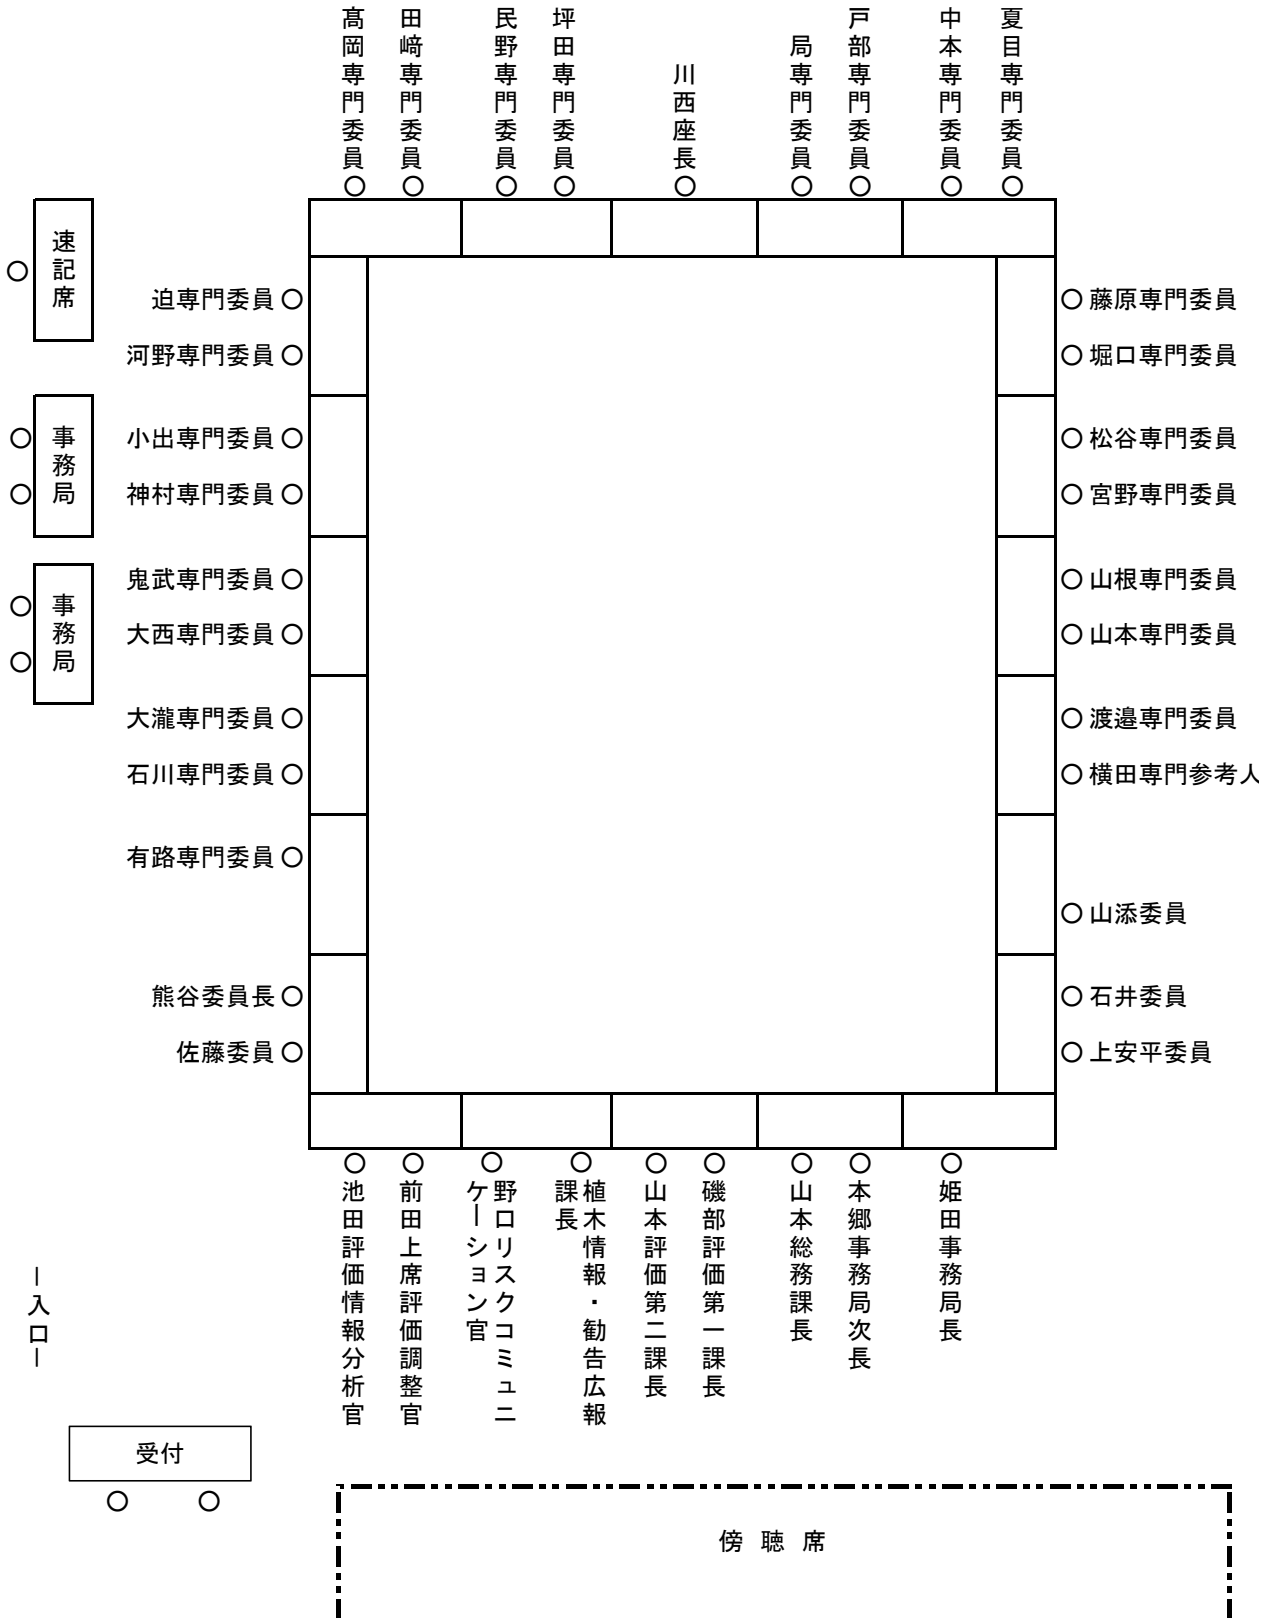 髙岡専門委員
田﨑専門委員
民野専門委員
坪田専門委員
川西座長
局専門委員
戸部専門委員
中本専門委員
夏目専門委員
速記席
事務局
事務局
迫専門委員
河野専門委員
小出専門委員
神村専門委員
鬼武専門委員
大西専門委員
大瀧専門委員
石川専門委員
有路専門委員
熊谷委員長
佐藤委員
藤原専門委員
堀口専門委員
松谷専門委員
宮野専門委員
山根専門委員
山本専門委員
渡邉専門委員
横田専門参考人
山添委員
石井委員
上安平委員
池田評価情報分析官
前田上席評価調整官
野口リスクコミュニ
ケーション官
植木情報・勧告広報
課長
山本評価第二課長
磯部評価第一課長
山本総務課長
本郷事務局次長
姫田事務局長
ー入口ー
受付
傍聴席